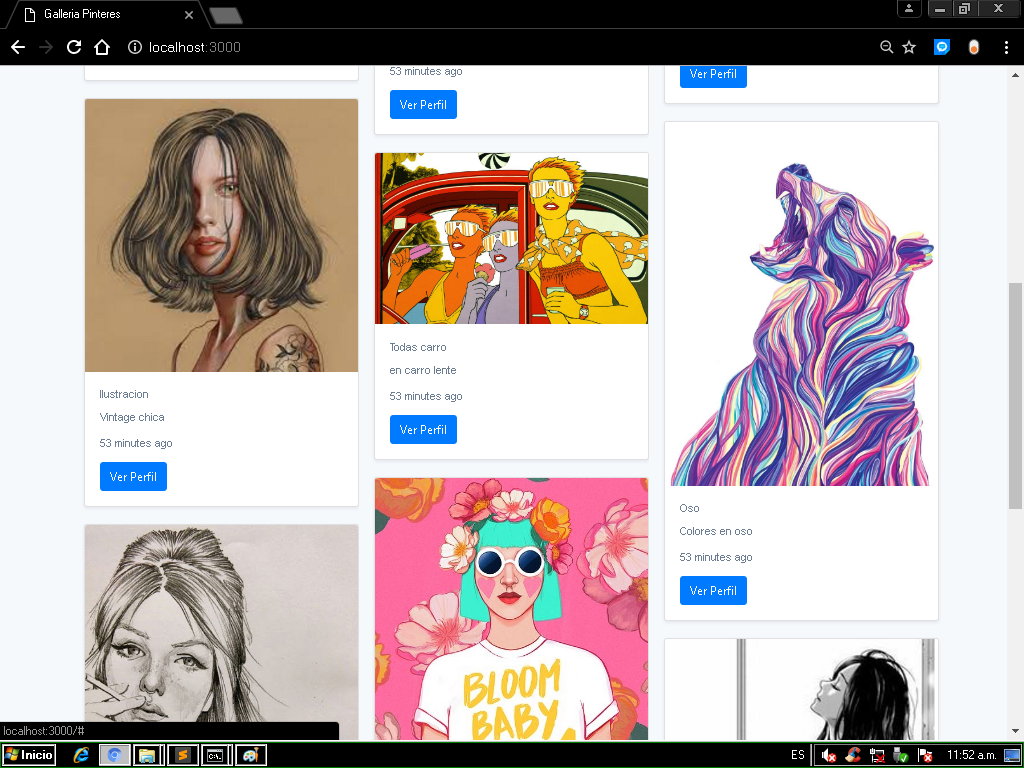 Galleria Pinteres
localhost:3000
53 minutes ago
Ver Perfil
Ver Perfil
Ilustracion
Vintage chica
53 minutes ago
Ver Perfil
Todas carro
en carro lente
53 minutes ago
Ver Perfil
BLOOM
BABY
Oso
Colores en oso
53 minutes ago
Ver Perfil
localhost:3000/#
Inicio
C:\.
ES
11:52 a.m.